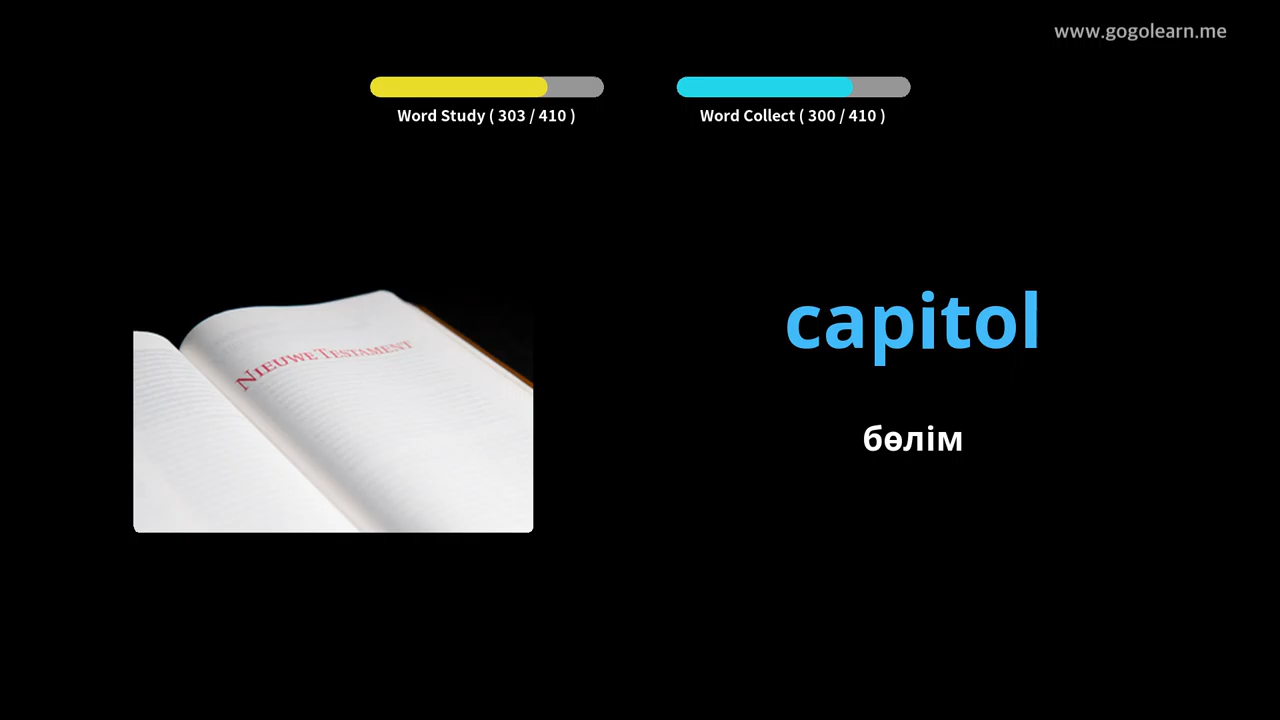 www.gogolearn.me
Word Study ( 303 / 410 )
Word Collect ( 300 / 410 )
NIEUWE TESTAMENT
capitol
бөлім